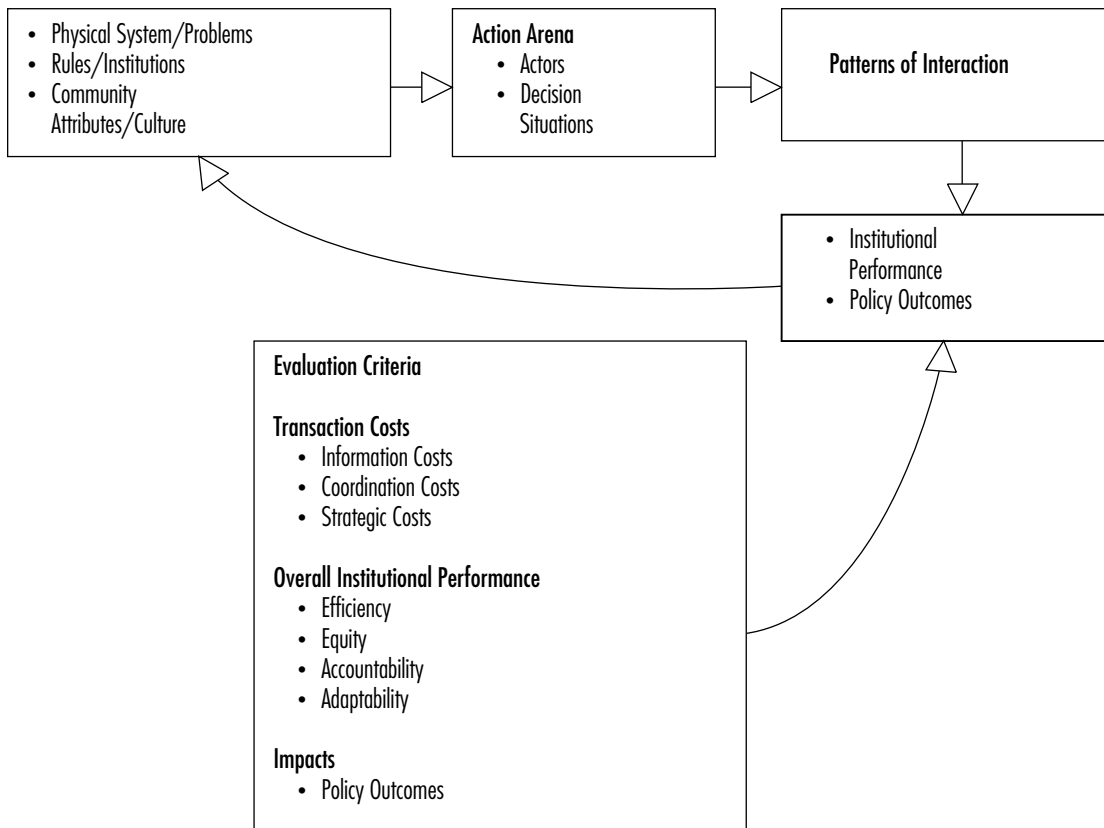 • Physical System/Problems
• Rules/Institutions
• Community
Attributes/Culture
Action Arena
• Actors
• Decision
Situations
Patterns of Interaction
• Institutional
Performance
• Policy Outcomes
Evaluation Criteria
Transaction Costs
• Information Costs
• Coordination Costs
• Strategic Costs
Overall Institutional Performance
• Efficiency
• Equity
• Accountability
• Adaptability
Impacts
• Policy Outcomes